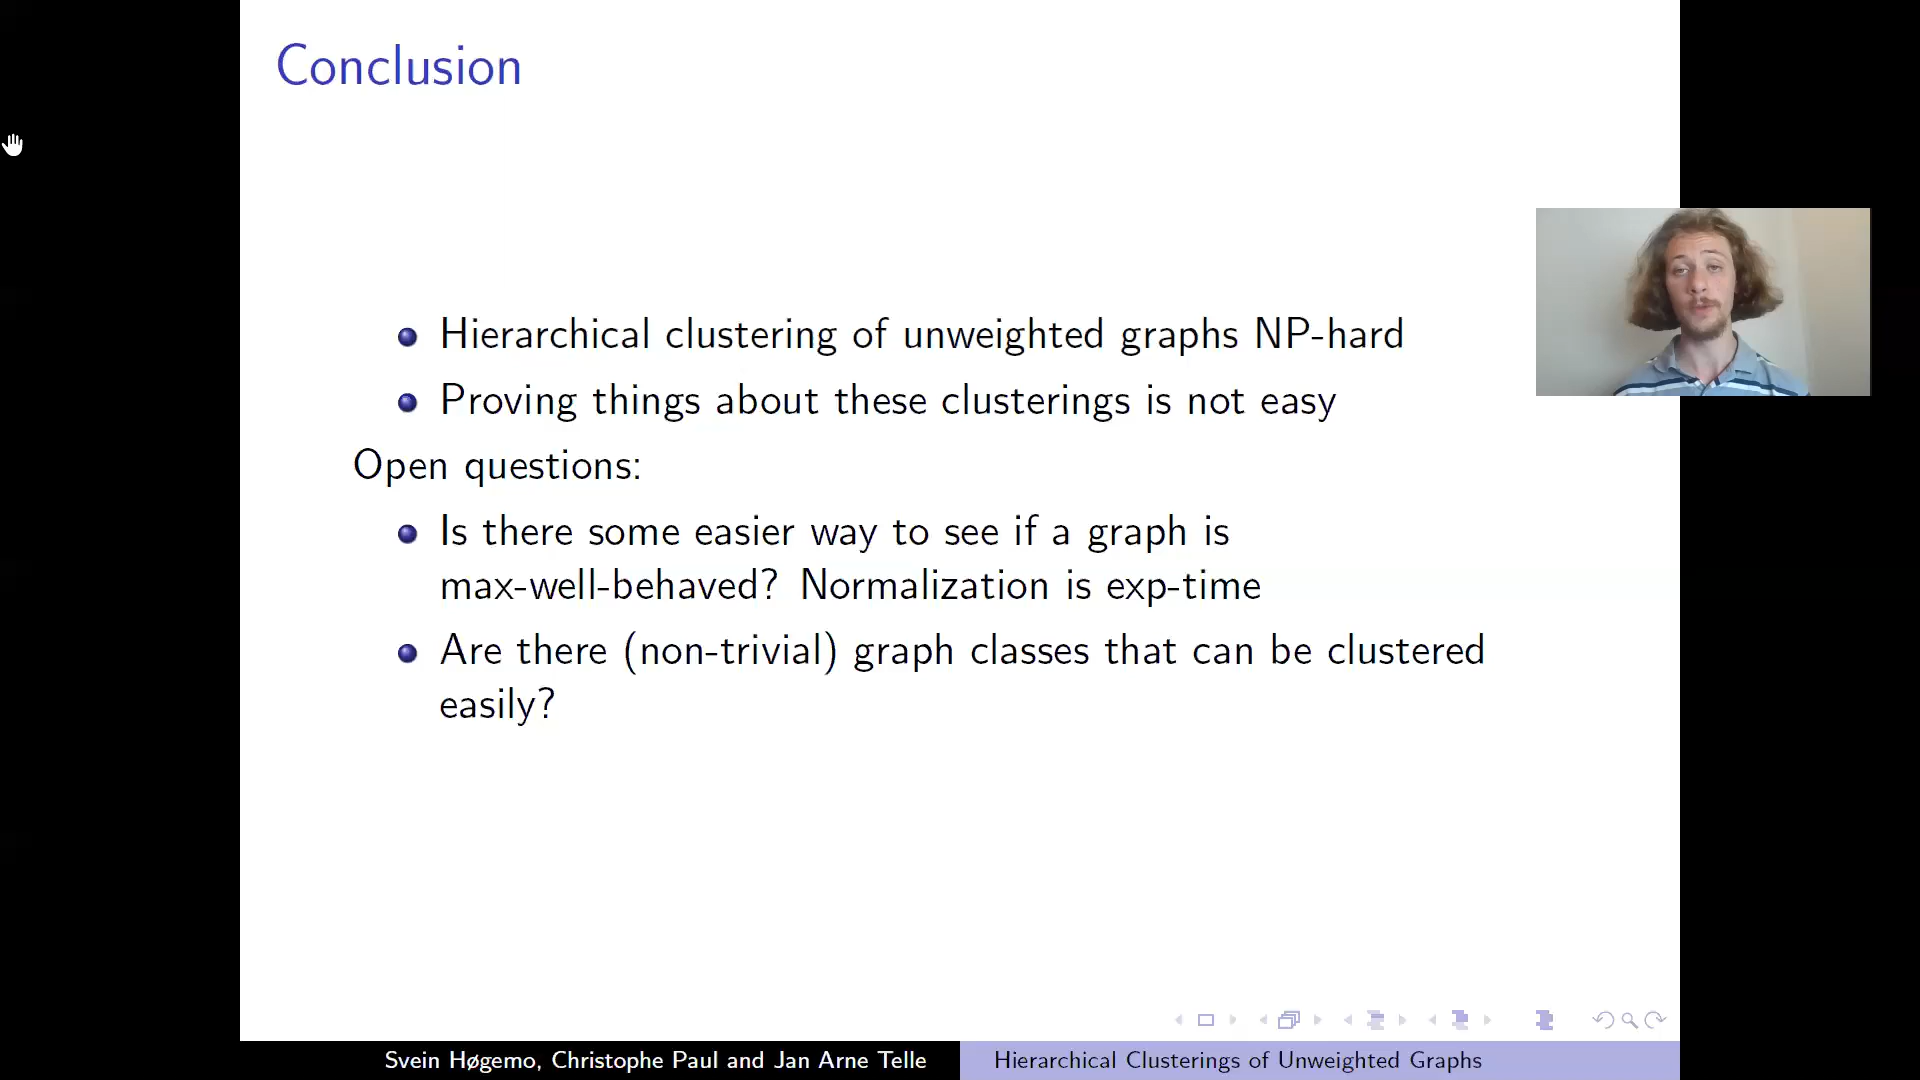 Conclusion
Hierarchical clustering of unweighted graphs NP-hard
Proving things about these clusterings is not easy
Open questions:
Is there some easier way to see if a graph is
max-well-behaved? Normalization is exp-time
Are there (non-trivial) graph classes that can be clustered
easily?
Svein Høgemo, Christophe Paul and Jan Arne Telle
Hierarchical Clusterings of Unweighted Graphs